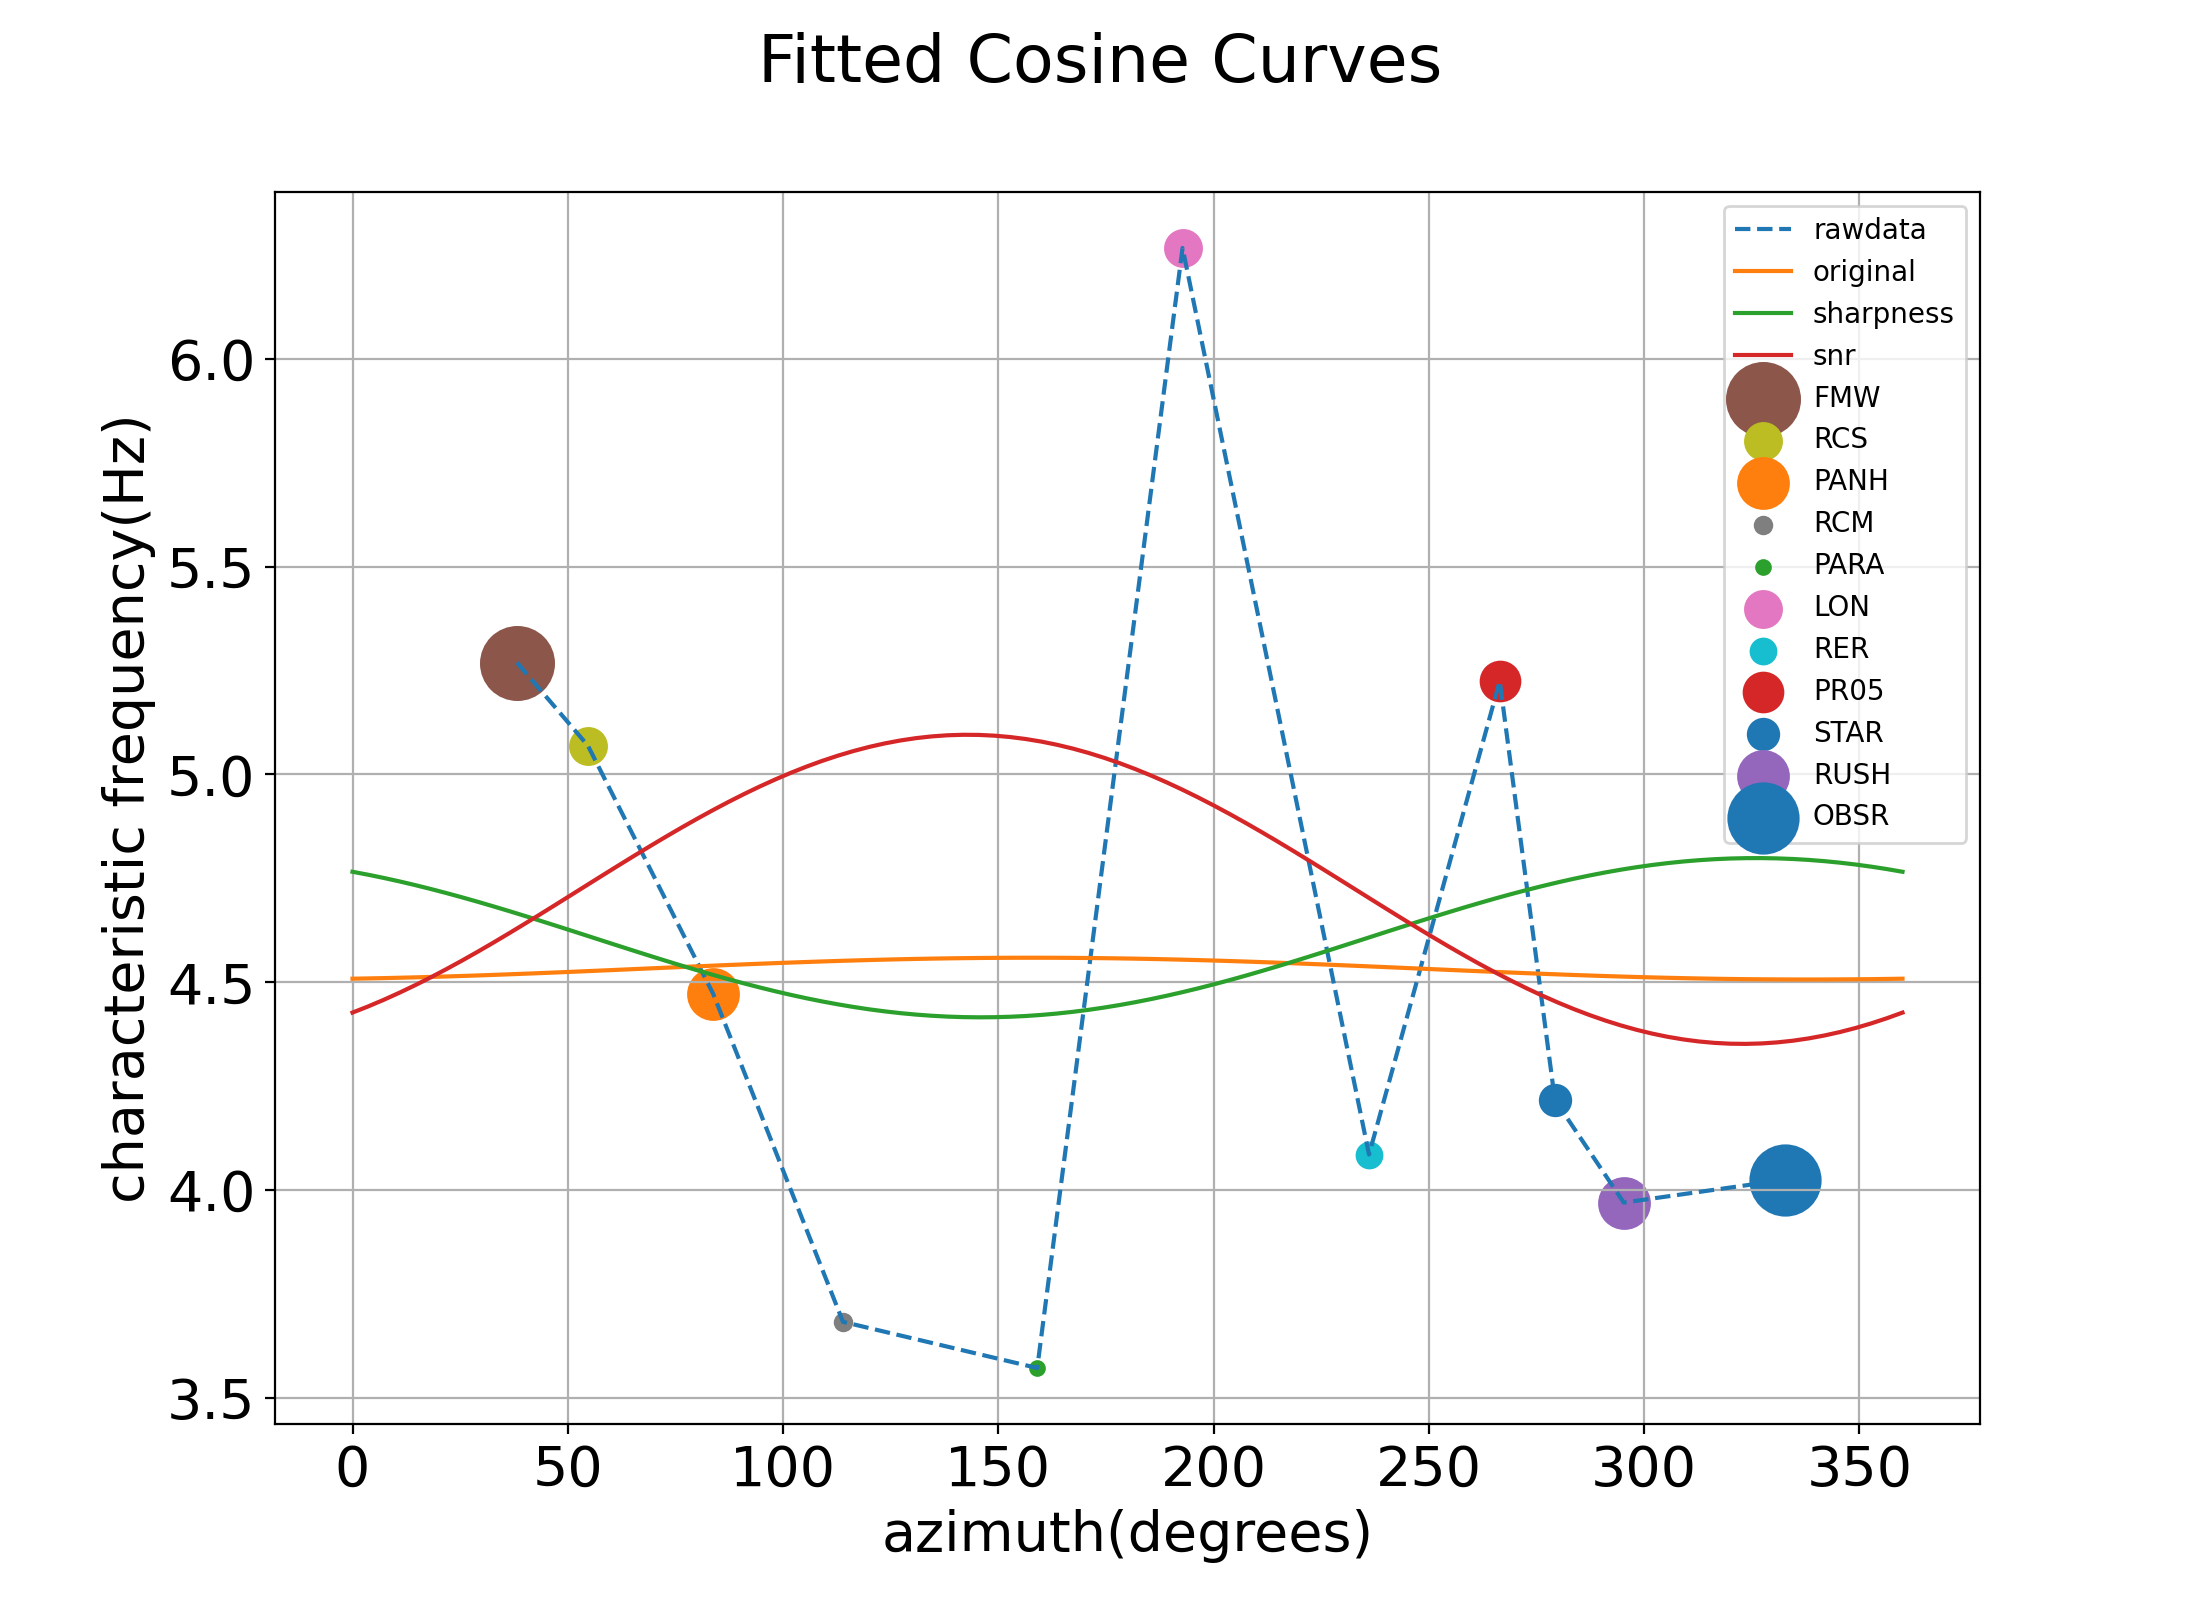 Fitted Cosine Curves
characteristic frequency(Hz)
6.0
5.5
5.0
4.5
4.0
3.5
0 50 100 150 200 250 300 350
azimuth(degrees)
rawdata
original
sharpness
snr
FMW
RCS
PANH
RCM
PARA
LON
RER
PR05
STAR
RUSH
OBSR